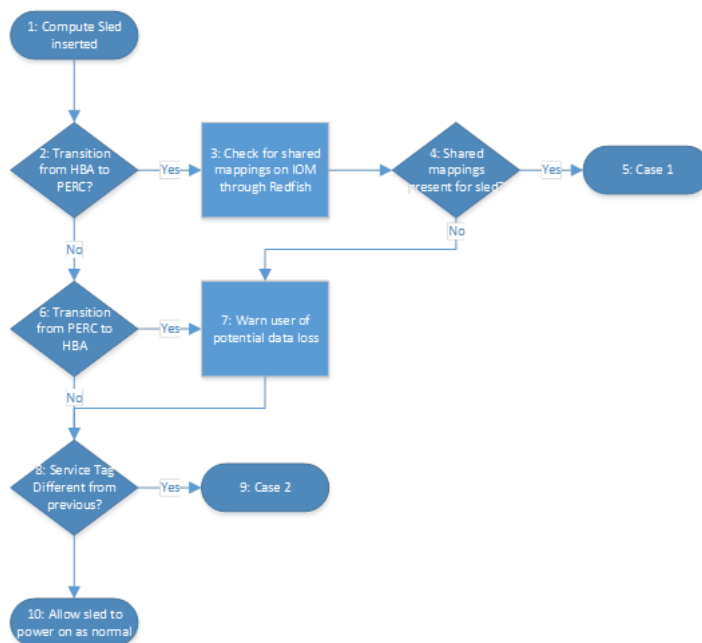 1: Compute Sled
inserted
2: Transition
from HBA to
PERC?
Yes
3: Check for shared
mappings on IOM
through Redfish
4: Shared
mappings
present for sled?
Yes
5: Case 1
No
No
6: Transition
from PERC to
HBA
Yes
7: Warn user of
potential data loss
No
8: Service Tag
Different from
previous?
Yes
9: Case 2
10: Allow sled to
power on as normal